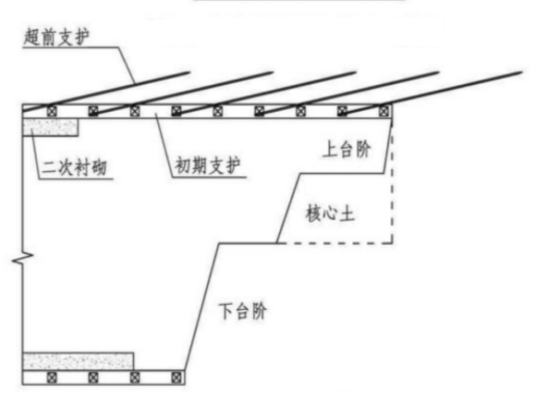 超前支护
上台阶
二次衬砌
初期支护
核心土
下台阶